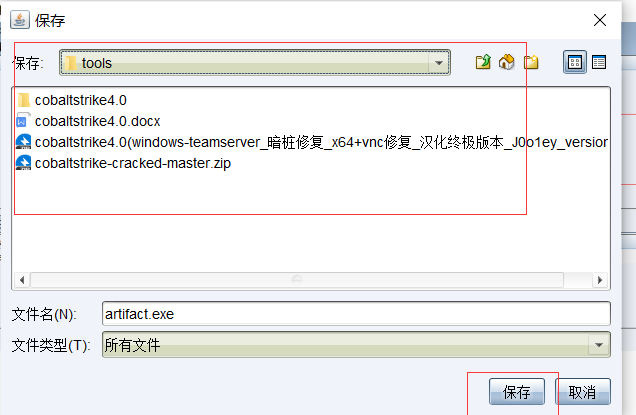 保存
保存: tools
cobaltstrike4.0
cobaltstrike4.0.docx
cobaltstrike4.0(windows-teamserver_暗桩修复_x64+vnc修复_汉化终极版本_J0o1ey_version
cobaltstrike-cracked-master.zip
文件名(N): artifact.exe
文件类型(T): 所有文件
保存 取消